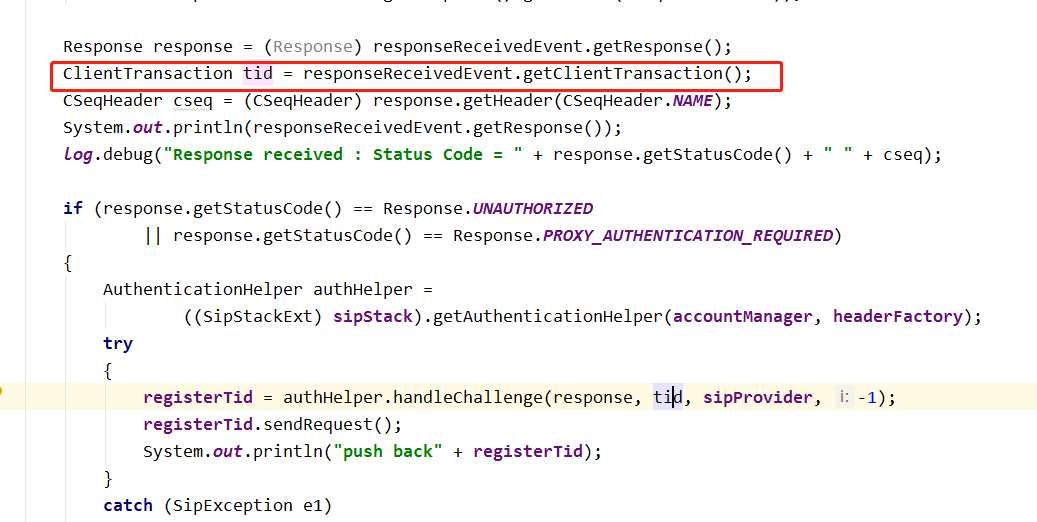 Response response = (Response) responseReceivedEvent.getResponse();
ClientTransaction tid = responseReceivedEvent.getClientTransaction();
CSeqHeader cseq = (CSeqHeader) response.getHeader(CSeqHeader.NAME);
System.out.println(responseReceivedEvent.getResponse());
log.debug("Response received : Status Code = " + response.getStatusCode() + " " + cseq);
if (response.getStatusCode() == Response.UNAUTHORIZED
|| response.getStatusCode() == Response.PROXY_AUTHENTICATION_REQUIRED)
{
AuthenticationHelper authHelper =
((SipStackExt) sipStack).getAuthenticationHelper(accountManager, headerFactory);
try
{
registerTid = authHelper.handleChallenge(response, tid, sipProvider, i: -1);
registerTid.sendRequest();
System.out.println("push back" + registerTid);
}
catch (SipException e1)